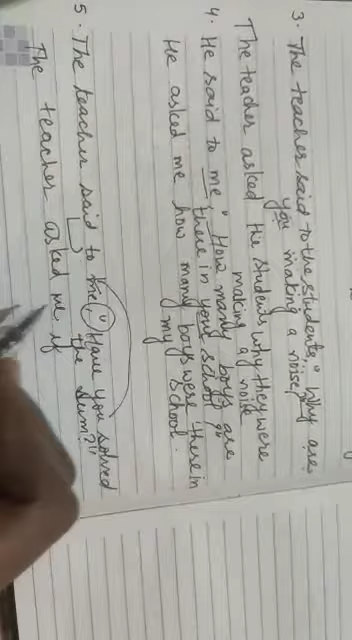 3. The teacher said to the students, "Why are
you making a noise?"
The teacher asked the students why they were
making a noise
4. He said to me, "How many boys are
there in your school?"
He asked me how many boys were there in
my school.
5. The teacher said to me, "Have you solved
the sum?"
The teacher asked me if